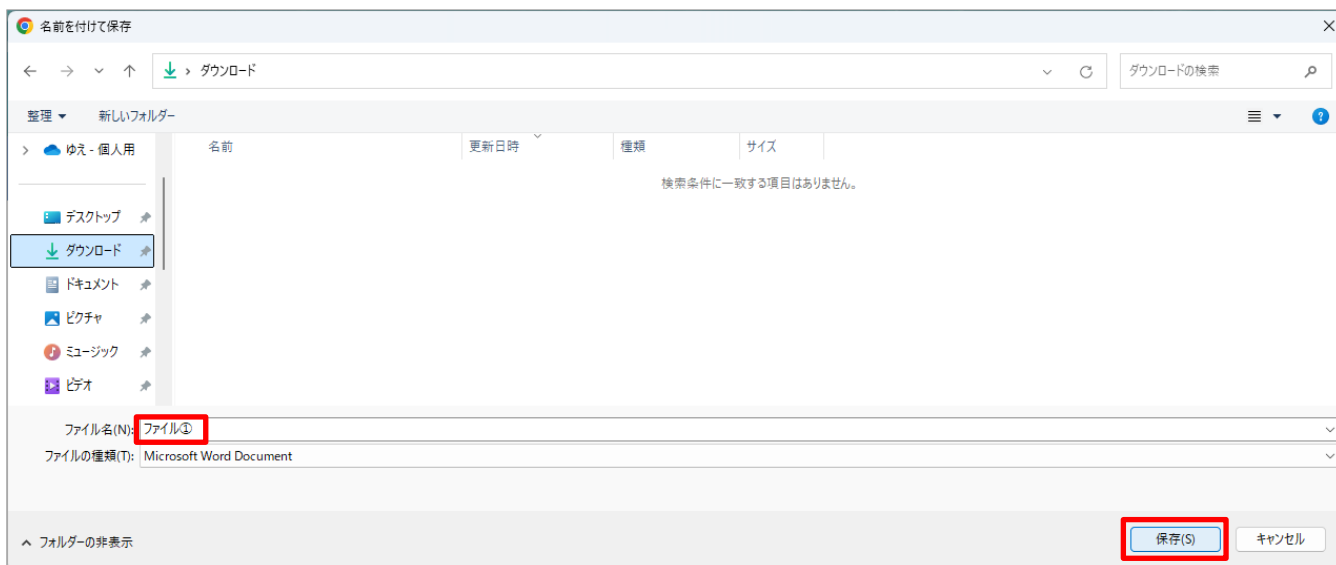 名前を付けて保存
ダウンロード
ダウンロードの検索
整理 新しいフォルダー
ゆえ - 個人用
名前 更新日時 種類 サイズ
検索条件に一致する項目はありません。
デスクトップ
ダウンロード
ドキュメント
ピクチャ
ミュージック
ビデオ
ファイル名(N): ファイル①
ファイルの種類(T): Microsoft Word Document
フォルダーの非表示
保存(S) キャンセル